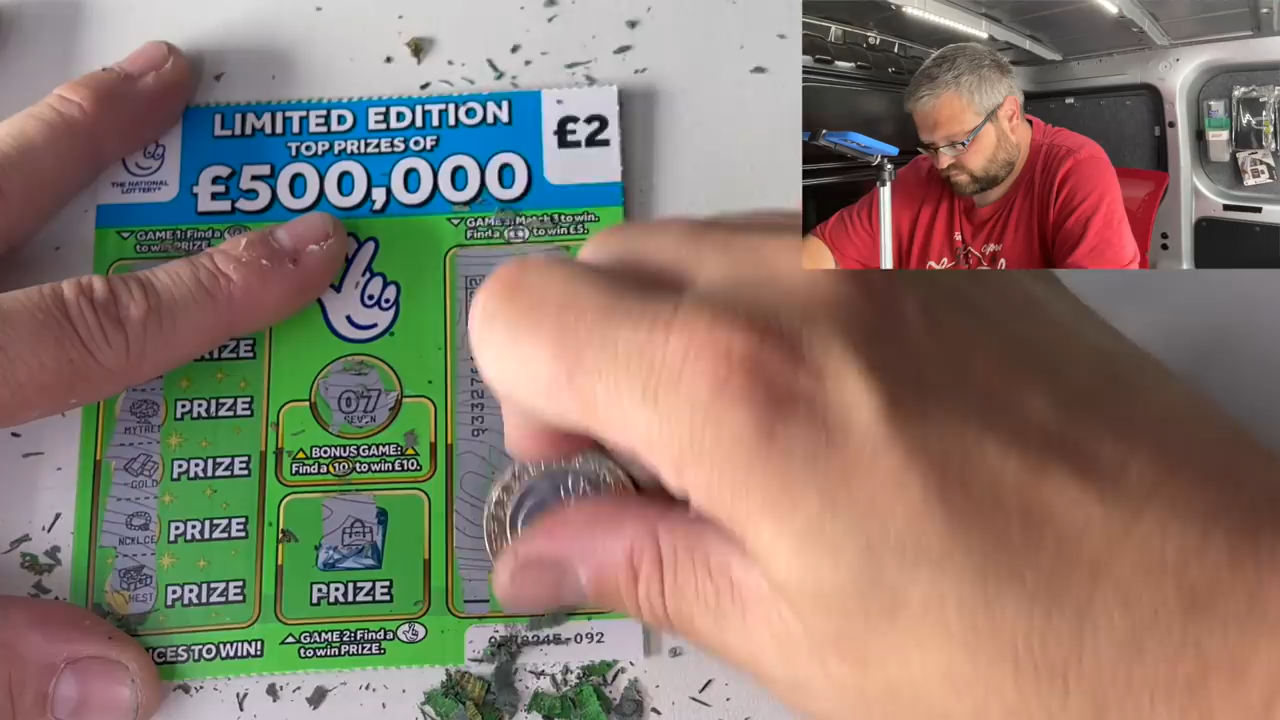 LIMITED EDITION
TOP PRIZES OF
£500,000
£2
THE NATIONAL
LOTTERY®
GAME 1: Find a
to win PRIZE.
GAME 3: Match 3 to win.
Find a to win £5.
PRIZE
PRIZE
GOLD
PRIZE
NCKLCE
PRIZE
PRIZE
07
SEVEN
BONUS GAME:
Find a 10 to win £10.
PRIZE
GAME 2: Find a
to win PRIZE.
CES TO WIN!